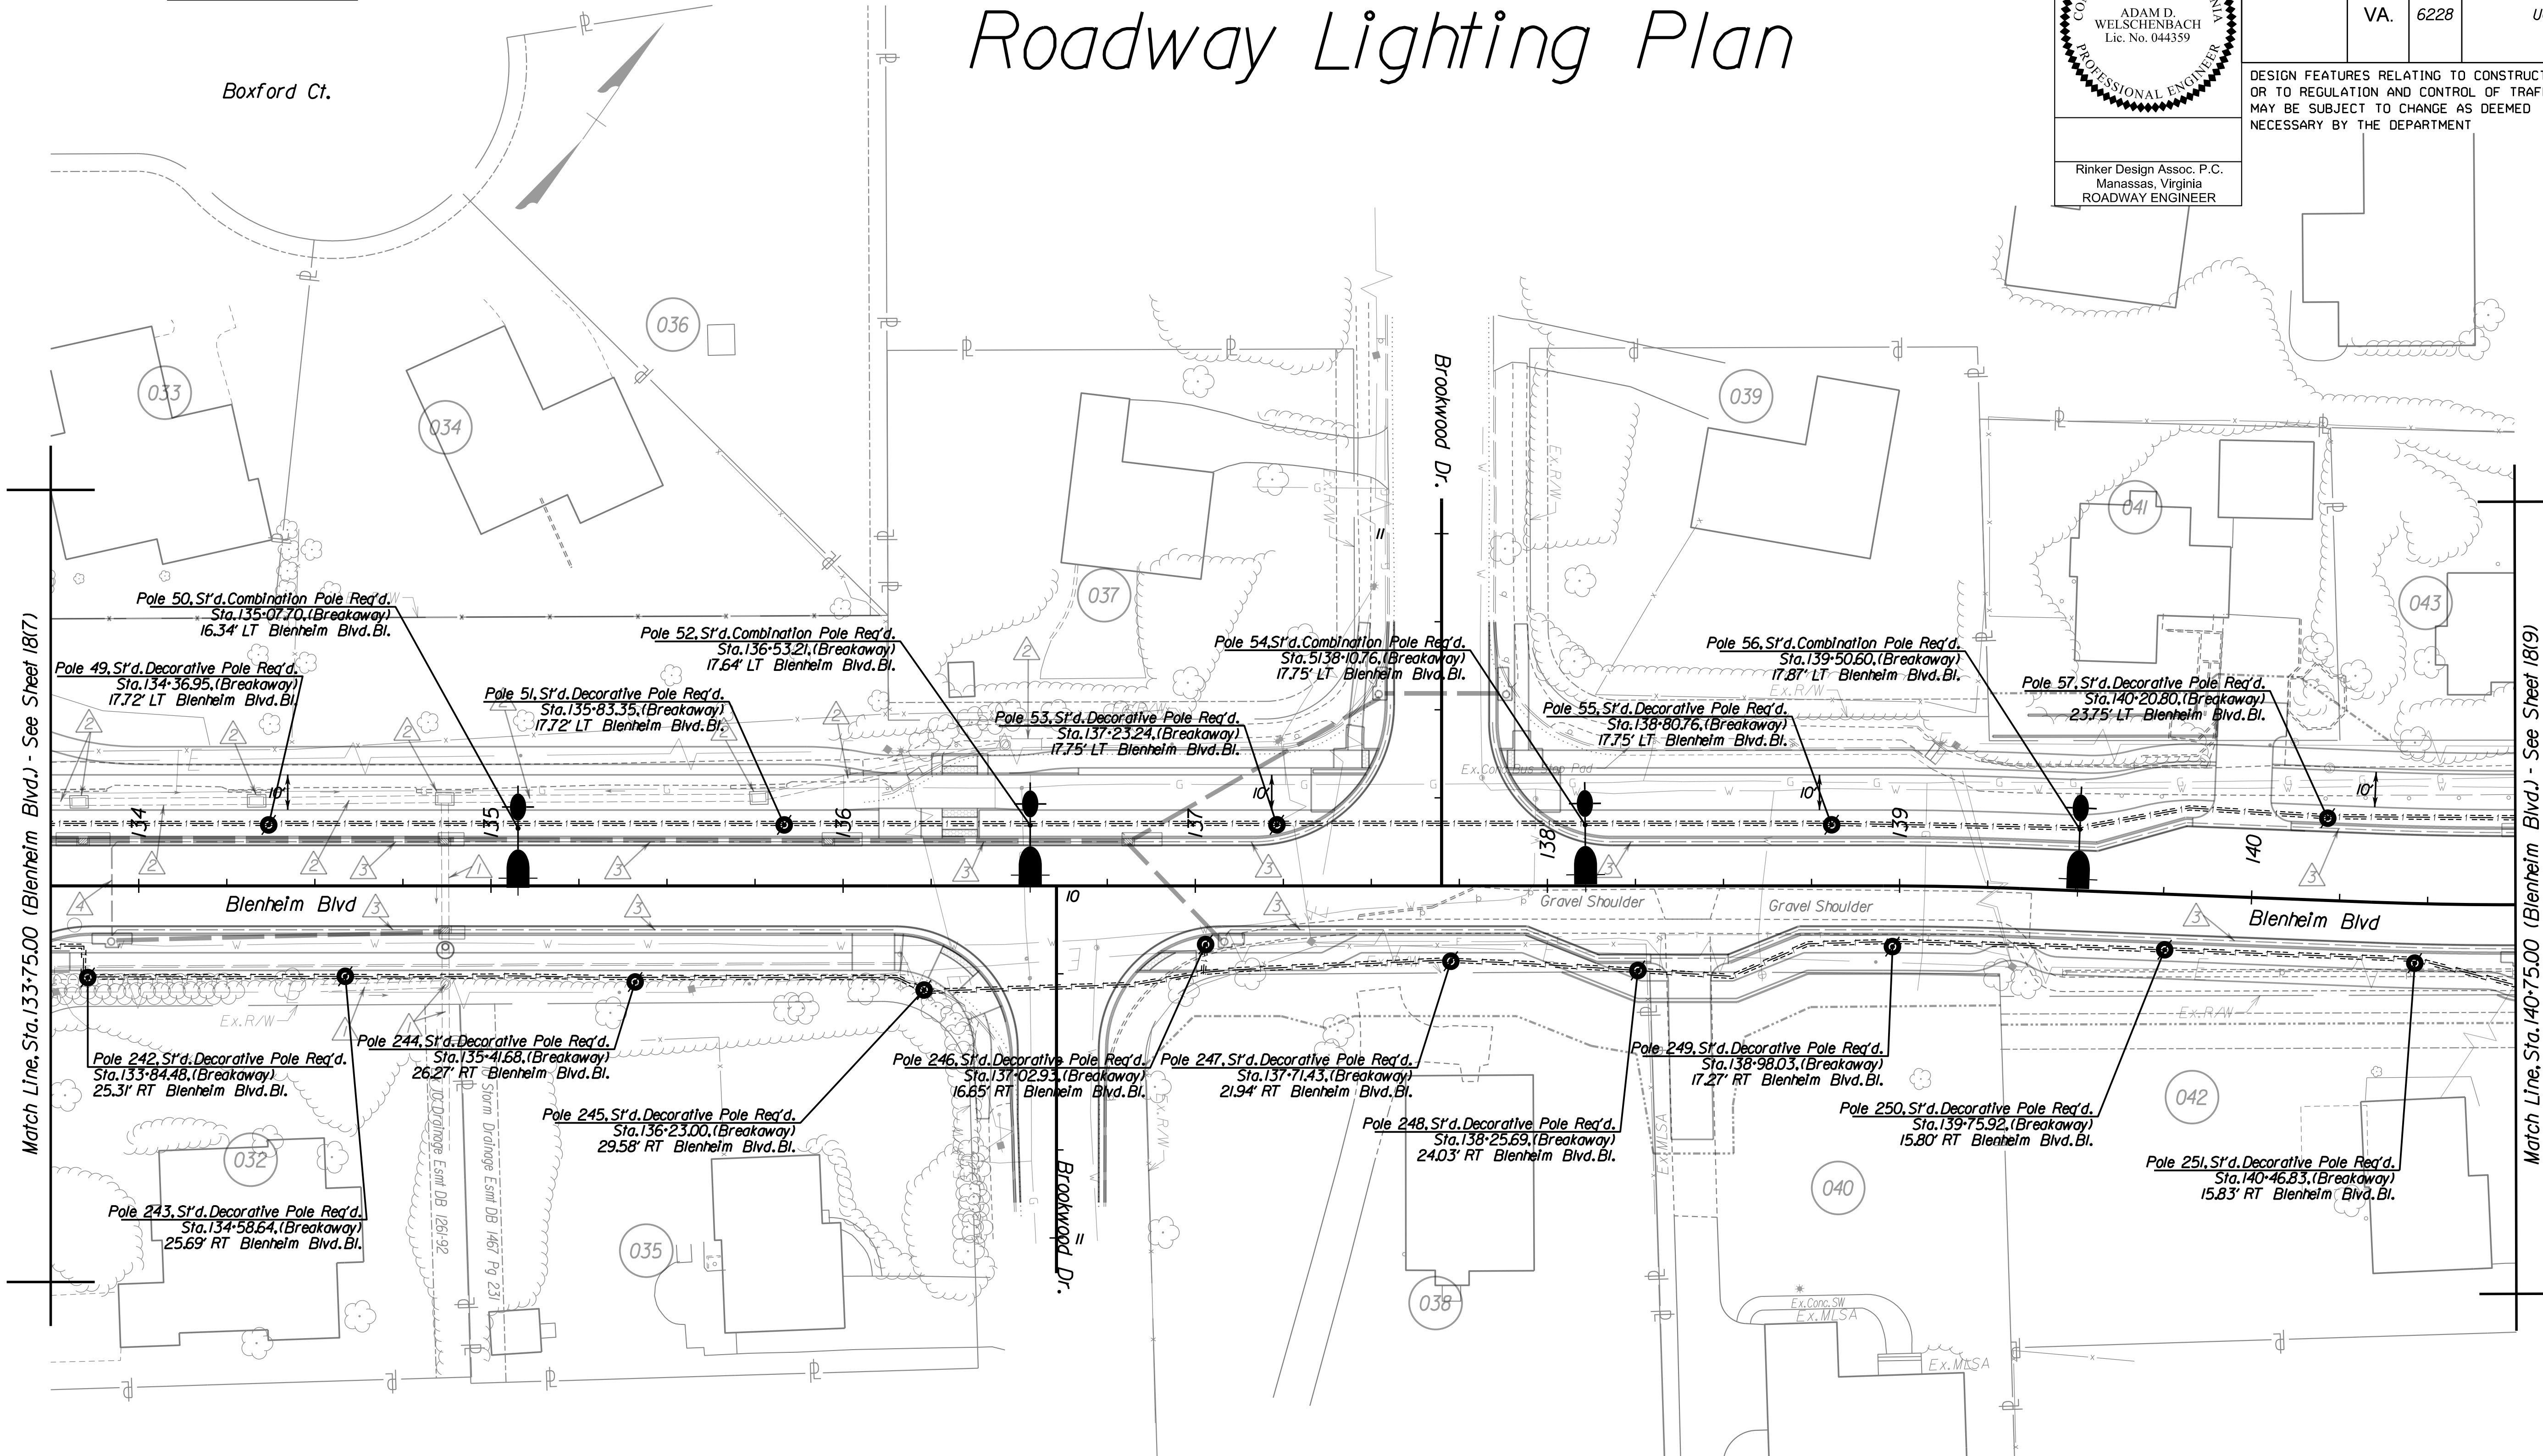 Roadway Lighting Plan
ADAM D.
WELSCHENBACH
Lic. No. 044359
PROFESSIONAL ENGINEER
VA.
6228
DESIGN FEATURES RELATING TO CONSTRUCT
OR TO REGULATION AND CONTROL OF TRAF
MAY BE SUBJECT TO CHANGE AS DEEMED
NECESSARY BY THE DEPARTMENT
Rinker Design Assoc. P.C.
Manassas, Virginia
ROADWAY ENGINEER
Boxford Ct.
033
034
036
037
039
041
043
Brookwood Dr.
11
Match Line, Sta. 133+75.00 (Blenheim Blvd.) - See Sheet 18(7)
Match Line, Sta. 140+75.00 (Blenheim Blvd.) - See Sheet 18(9)
Pole 50, St'd. Combination Pole Req'd.
Sta. 135+07.70, (Breakaway)
16.34' LT Blenheim Blvd. Bl.
Pole 49, St'd. Decorative Pole Req'd.
Sta. 134+36.95, (Breakaway)
17.72' LT Blenheim Blvd. Bl.
Pole 52, St'd. Combination Pole Req'd.
Sta. 136+53.21, (Breakaway)
17.64' LT Blenheim Blvd. Bl.
Pole 51, St'd. Decorative Pole Req'd.
Sta. 135+83.35, (Breakaway)
17.72' LT Blenheim Blvd. Bl.
Pole 54, St'd. Combination Pole Req'd.
Sta. 5138+10.76, (Breakaway)
17.75' LT Blenheim Blvd. Bl.
Pole 53, St'd. Decorative Pole Req'd.
Sta. 137+23.24, (Breakaway)
17.75' LT Blenheim Blvd. Bl.
Pole 56, St'd. Combination Pole Req'd.
Sta. 139+50.60, (Breakaway)
17.87' LT Blenheim Blvd. Bl.
Pole 55, St'd. Decorative Pole Req'd.
Sta. 138+80.76, (Breakaway)
17.75' LT Blenheim Blvd. Bl.
Pole 57, St'd. Decorative Pole Req'd.
Sta. 140+20.80, (Breakaway)
23.75' LT Blenheim Blvd. Bl.
Ex.R/W
Ex.R/W
Ex.R/W
10'
10'
10'
10'
134
135
136
137
138
139
140
Blenheim Blvd
10
Gravel Shoulder
Gravel Shoulder
Blenheim Blvd
Ex.R/W
Ex.R/W
Pole 242, St'd. Decorative Pole Req'd.
Sta. 133+84.48, (Breakaway)
25.31' RT Blenheim Blvd. Bl.
Pole 244, St'd. Decorative Pole Req'd.
Sta. 135+41.68, (Breakaway)
26.27' RT Blenheim Blvd. Bl.
Pole 246, St'd. Decorative Pole Req'd.
Sta. 137+02.93, (Breakaway)
16.65' RT Blenheim Blvd. Bl.
Pole 247, St'd. Decorative Pole Req'd.
Sta. 137+71.43, (Breakaway)
21.94' RT Blenheim Blvd. Bl.
Pole 249, St'd. Decorative Pole Req'd.
Sta. 138+98.03, (Breakaway)
17.27' RT Blenheim Blvd. Bl.
Pole 245, St'd. Decorative Pole Req'd.
Sta. 136+23.00, (Breakaway)
29.58' RT Blenheim Blvd. Bl.
Pole 248, St'd. Decorative Pole Req'd.
Sta. 138+25.69, (Breakaway)
24.03' RT Blenheim Blvd. Bl.
Pole 250, St'd. Decorative Pole Req'd.
Sta. 139+75.92, (Breakaway)
15.80' RT Blenheim Blvd. Bl.
Pole 251, St'd. Decorative Pole Req'd.
Sta. 140+46.83, (Breakaway)
15.83' RT Blenheim Blvd. Bl.
Pole 243, St'd. Decorative Pole Req'd.
Sta. 134+58.64, (Breakaway)
25.69' RT Blenheim Blvd. Bl.
Drainage Esmt DB 1261-92
Storm Drainage Esmt DB 1467 Pg 231
Ex.R/W
Ex.MLSA
032
035
038
040
042
Brookwood Dr.
11
Ex.Conc.SW
Ex.MLSA
Ex.MLSA